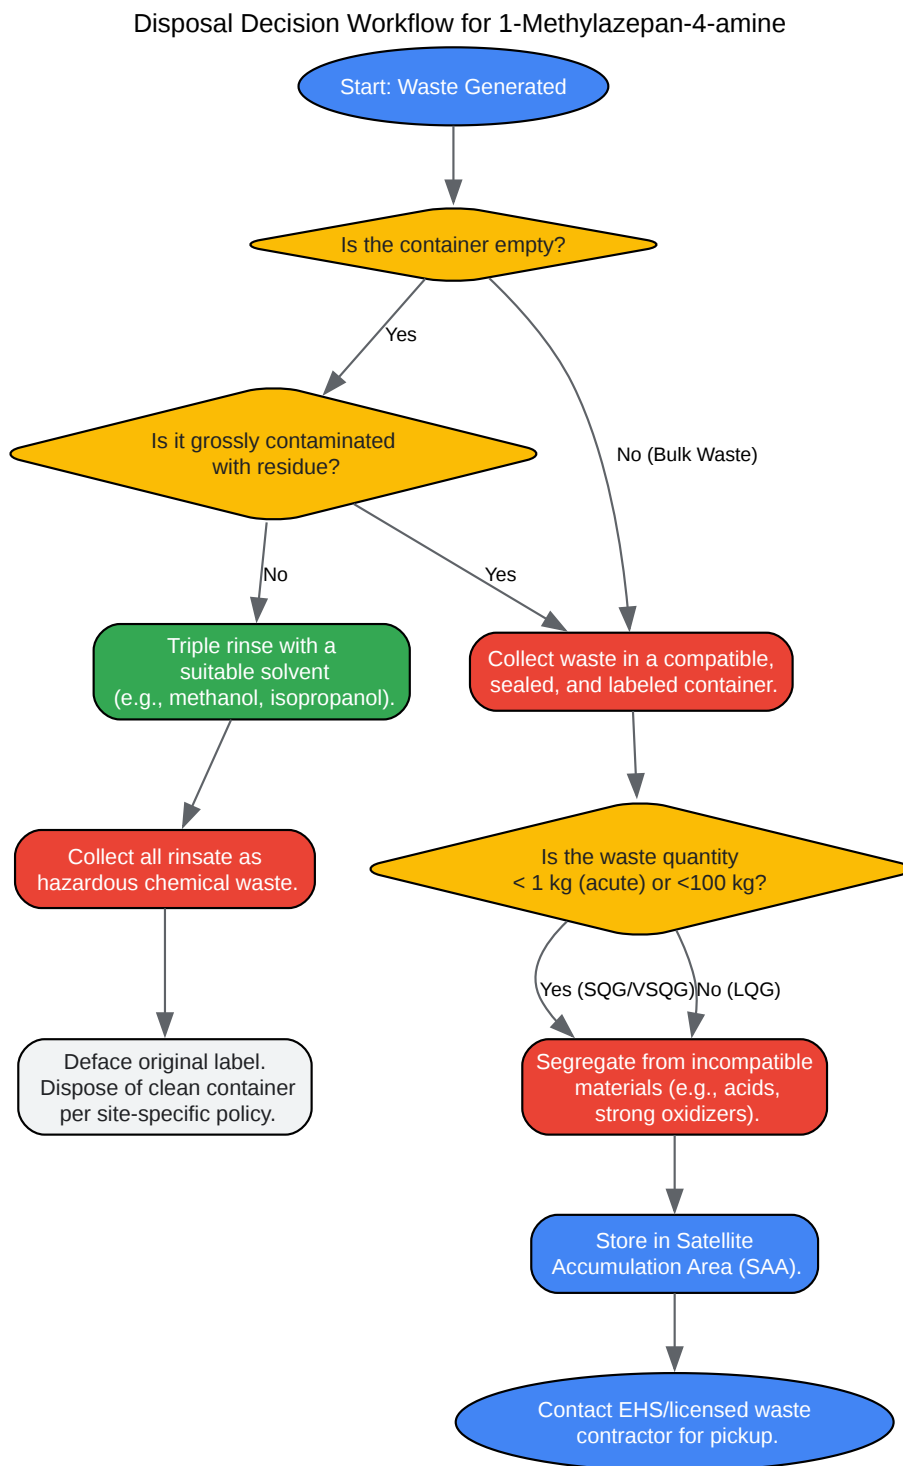 Disposal Decision Workflow for 1-Methylazepan-4-amine
Start: Waste Generated
Is the container empty?
Yes
No (Bulk Waste)
Is it grossly contaminated
with residue?
No
Yes
Triple rinse with a
suitable solvent
(e.g., methanol, isopropanol).
Collect waste in a compatible,
sealed, and labeled container.
Collect all rinsate as
hazardous chemical waste.
Is the waste quantity
< 1 kg (acute) or <100 kg?
Yes (SQG/VSQG)
No (LQG)
Deface original label.
Dispose of clean container
per site-specific policy.
Segregate from incompatible
materials (e.g., acids,
strong oxidizers).
Store in Satellite
Accumulation Area (SAA).
Contact EHS/licensed waste
contractor for pickup.